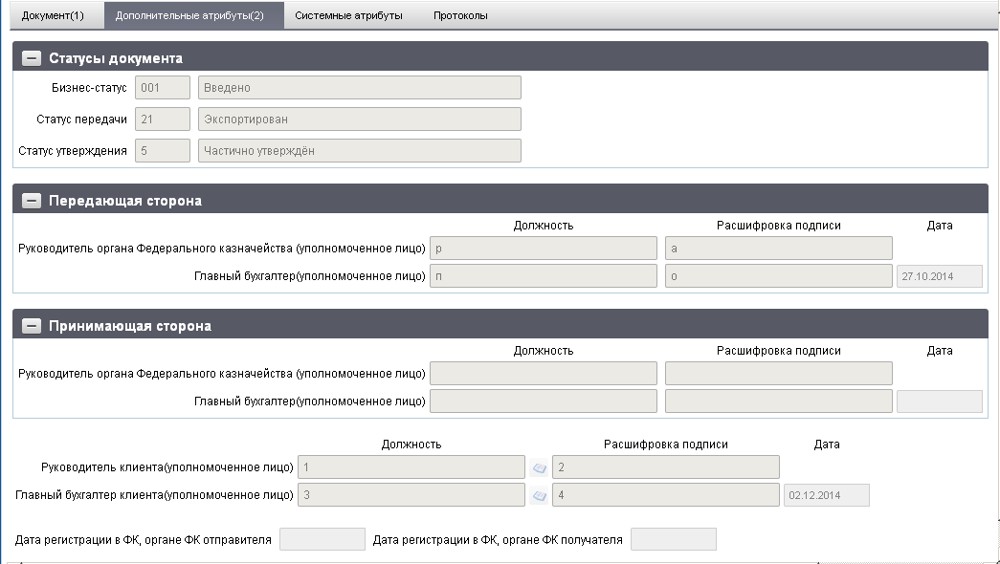 Документ(1) Дополнительные атрибуты(2) Системные атрибуты Протоколы
Статусы документа
Бизнес-статус 001 Введено
Статус передачи 21 Экспортирован
Статус утверждения 5 Частично утверждён
Передающая сторона
Должность Расшифровка подписи Дата
Руководитель органа Федерального казначейства (уполномоченное лицо) р а
Главный бухгалтер(уполномоченное лицо) п о 27.10.2014
Принимающая сторона
Должность Расшифровка подписи Дата
Руководитель органа Федерального казначейства (уполномоченное лицо)
Главный бухгалтер(уполномоченное лицо)
Должность Расшифровка подписи Дата
Руководитель клиента(уполномоченное лицо) 1 2
Главный бухгалтер клиента(уполномоченное лицо) 3 4 02.12.2014
Дата регистрации в ФК, органе ФК отправителя Дата регистрации в ФК, органе ФК получателя